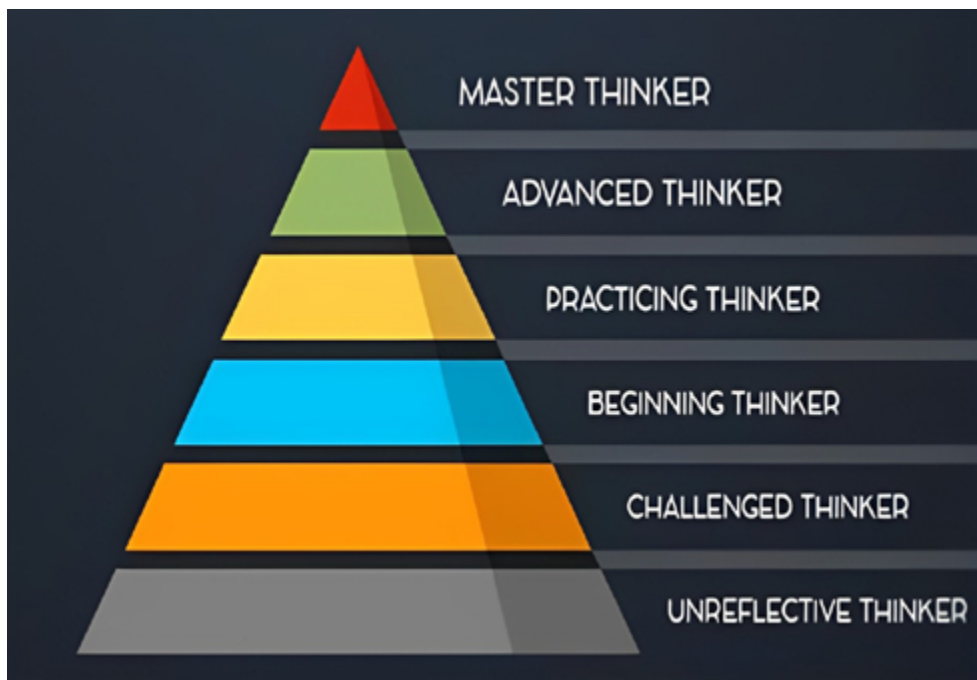 MASTER THINKER
ADVANCED THINKER
PRACTICING THINKER
BEGINNING THINKER
CHALLENGED THINKER
UNREFLECTIVE THINKER